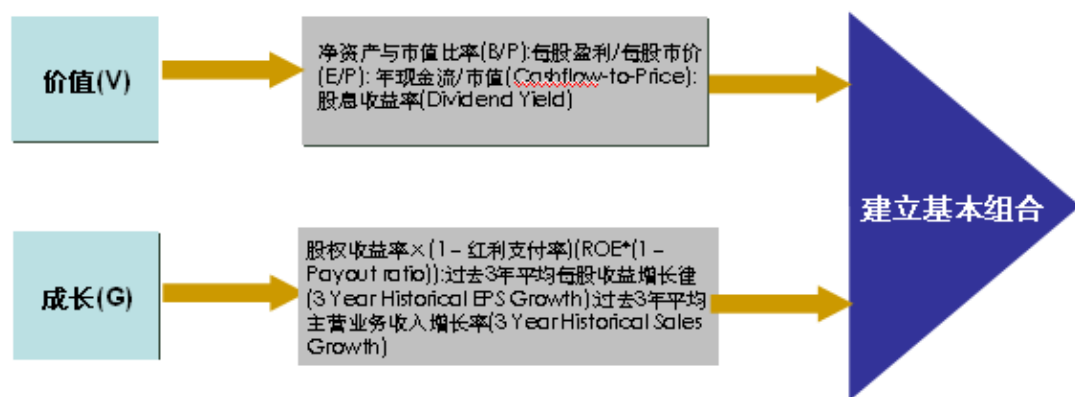 价值(V)
净资产与市值比率(B/P):每股盈利/每股市价
(E/P): 年现金流/市值(Cashflow-to-Price):
股息收益率(Dividend Yield)
建立基本组合
成长(G)
股权收益率×(1－红利支付率)(ROE*(1－
Payout ratio)):过去3年平均每股收益增长律
(3 Year Historical EPS Growth):过去3年平均
主营业务收入增长率(3 Year Historical Sales
Growth)